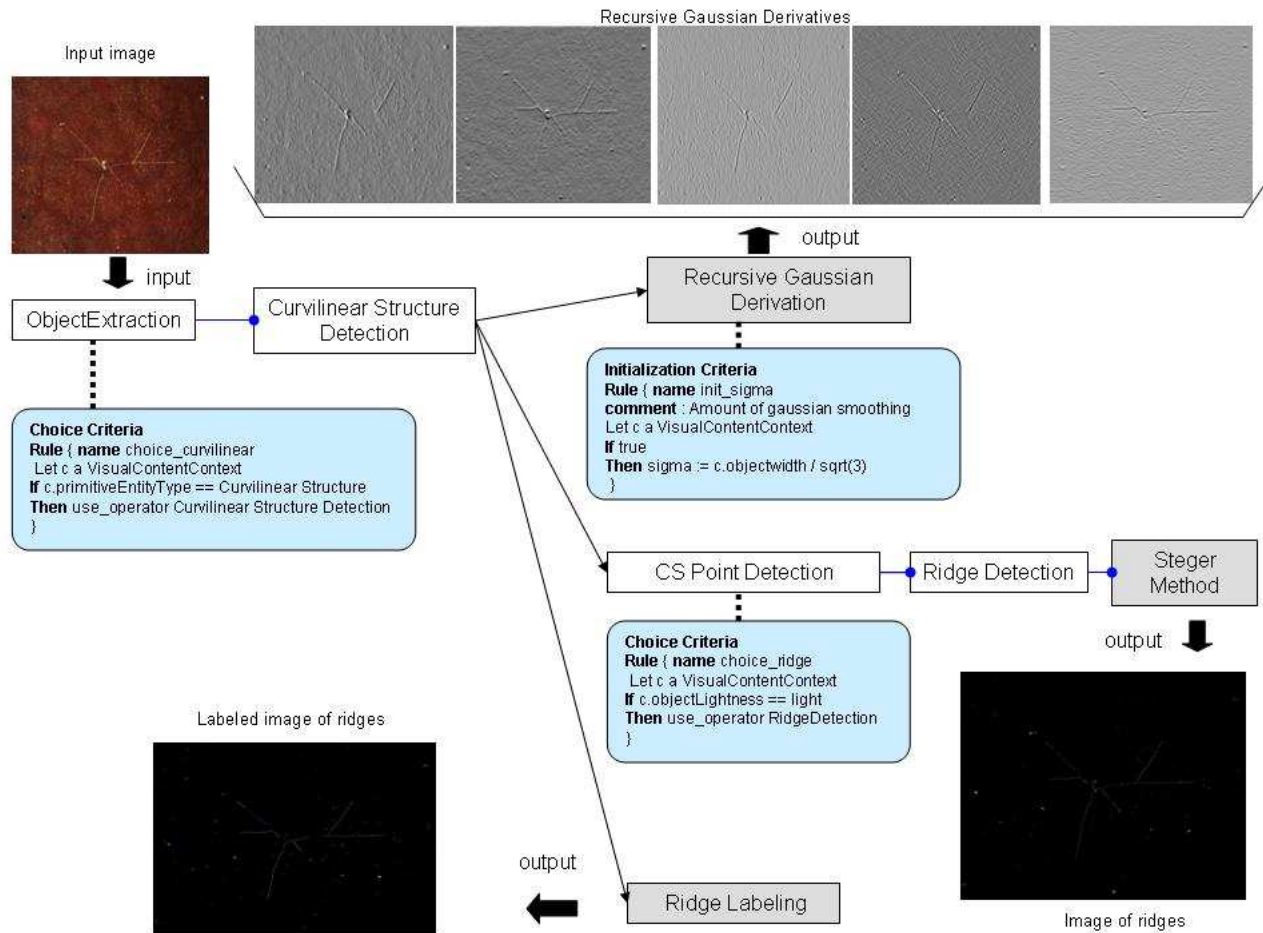 Recursive Gaussian Derivatives
Input image
input
output
ObjectExtraction
Curvilinear Structure
Detection
Recursive Gaussian
Derivation
Choice Criteria
Rule { name choice_curvilinear
Let c a VisualContentContext
If c.primitiveEntityType == Curvilinear Structure
Then use_operator Curvilinear Structure Detection
}
Initialization Criteria
Rule { name init_sigma
comment : Amount of gaussian smoothing
Let c a VisualContentContext
If true
Then sigma := c.objectwidth / sqrt(3)
}
CS Point Detection
Ridge Detection
Steger
Method
output
Choice Criteria
Rule { name choice_ridge
Let c a VisualContentContext
If c.objectLightness == light
Then use_operator RidgeDetection
}
Labeled image of ridges
output
Ridge Labeling
Image of ridges